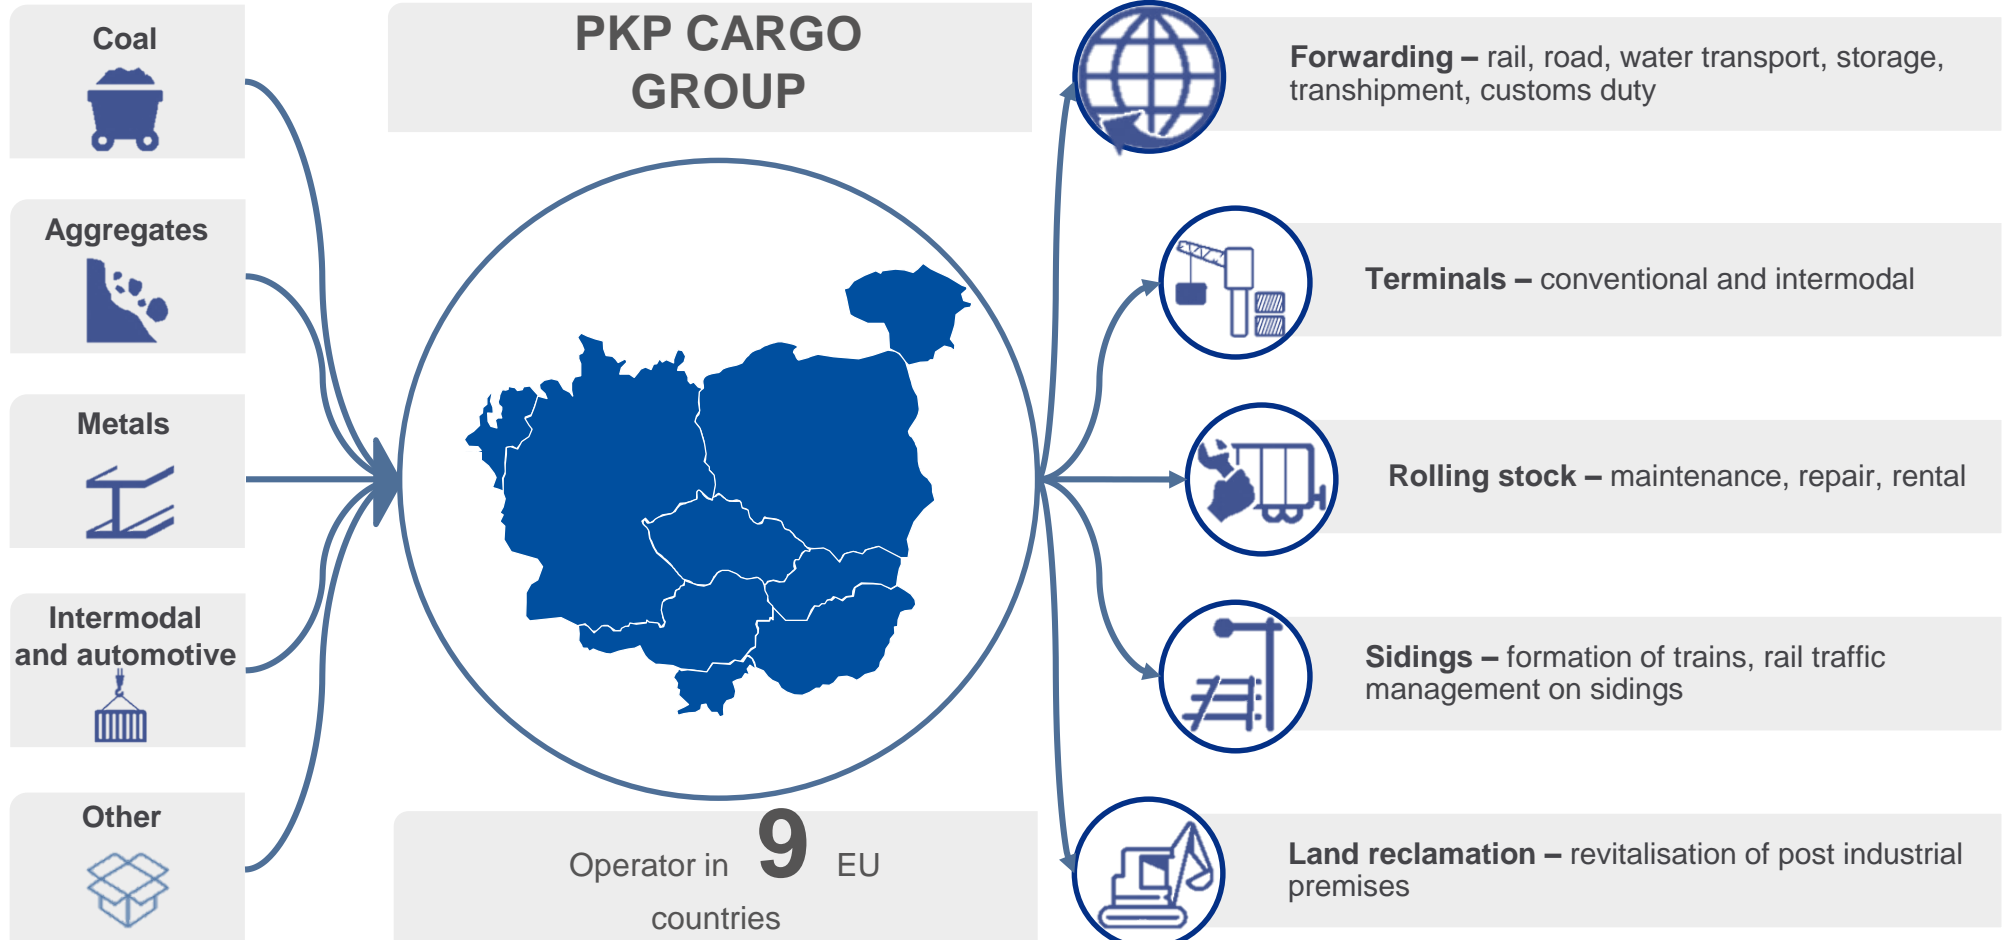 Coal
Aggregates
Metals
Intermodal
and automotive
Other
PKP CARGO
GROUP
Operator in 9 EU
countries
Forwarding – rail, road, water transport, storage,
transhipment, customs duty
Terminals – conventional and intermodal
Rolling stock – maintenance, repair, rental
Sidings – formation of trains, rail traffic
management on sidings
Land reclamation – revitalisation of post industrial
premises